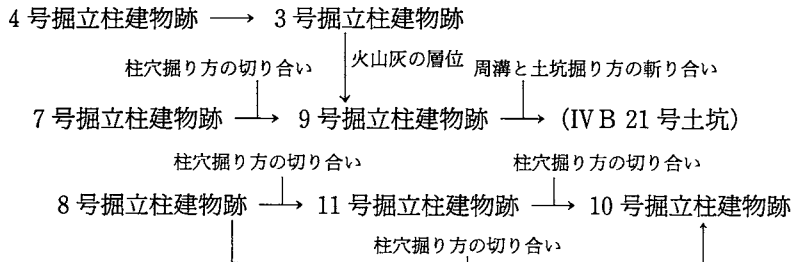 4号掘立柱建物跡 → 3号掘立柱建物跡
火山灰の層位
柱穴掘り方の切り合い
周溝と土坑掘り方の斬り合い
7号掘立柱建物跡 → 9号掘立柱建物跡 → (IV B 21号土坑)
柱穴掘り方の切り合い
柱穴掘り方の切り合い
8号掘立柱建物跡 → 11号掘立柱建物跡 → 10号掘立柱建物跡
柱穴掘り方の切り合い